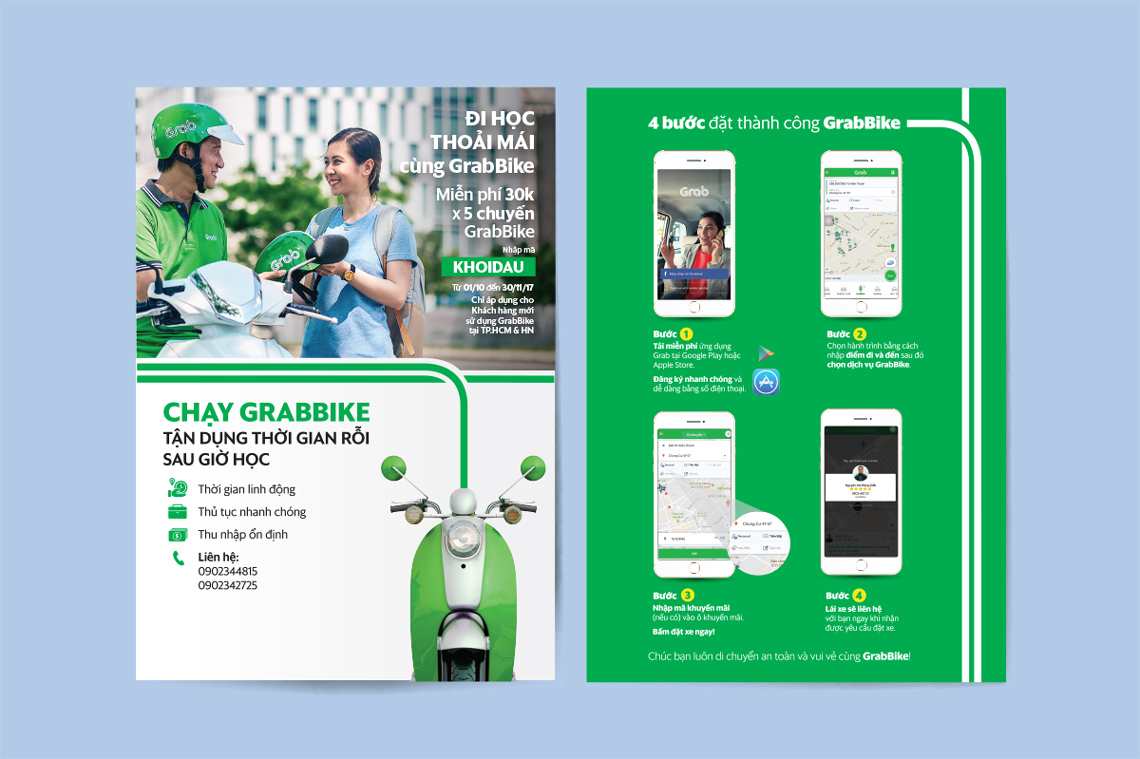 Grab
Grab
Grab
ĐI HỌC
THOẢI MÁI
cùng GrabBike
Miễn phí 30k
x 5 chuyến
GrabBike
Nhập mã
KHOIDAU
Từ 01/10 đến 30/11/17
Chỉ áp dụng cho
Khách hàng mới
sử dụng GrabBike
tại TP.HCM & HN
CHẠY GRABBIKE
TẬN DỤNG THỜI GIAN RỖI
SAU GIỜ HỌC
Thời gian linh động
Thủ tục nhanh chóng
Thu nhập ổn định
Liên hệ:
0902344815
0902342725
4 bước đặt thành công GrabBike
Grab
Grab
Bước 1
Tải miễn phí ứng dụng
Grab tại Google Play hoặc
Apple Store.
Đăng ký nhanh chóng và
dễ dàng bằng số điện thoại.
Bước 2
Chọn hành trình bằng cách
nhập điểm đi và đến sau đó
chọn dịch vụ GrabBike.
Chung Cư 4F07
Personal
Tiền Mặt
Bước 3
Nhập mã khuyến mãi
(nếu có) vào ô khuyến mãi.
Bấm đặt xe ngay!
Bước 4
Lái xe sẽ liên hệ
với bạn ngay khi nhận
được yêu cầu đặt xe.
Chúc bạn luôn di chuyển an toàn và vui vẻ cùng GrabBike!